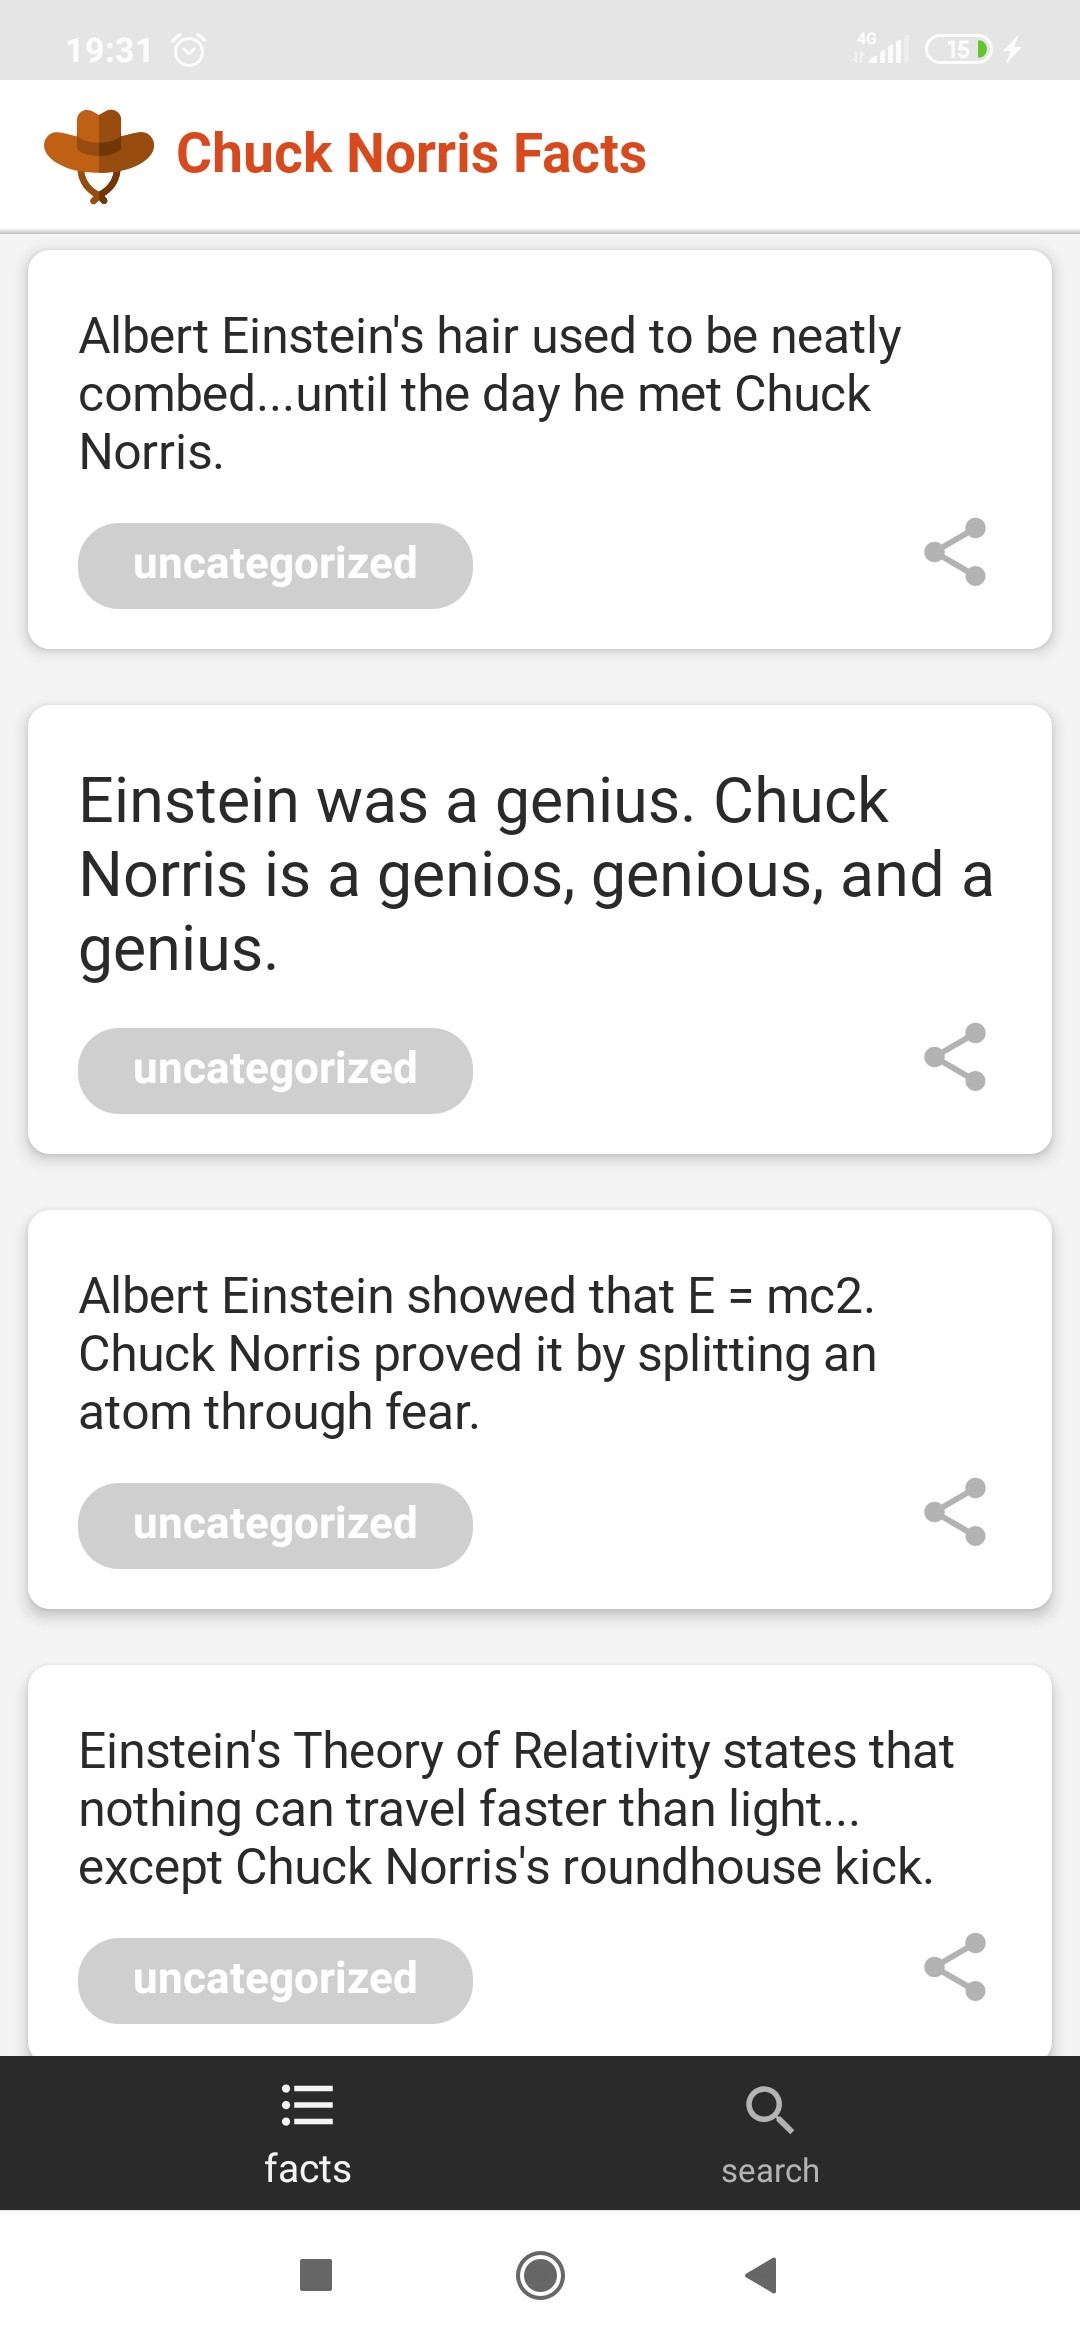 19:31
4G
15
Chuck Norris Facts
Albert Einstein's hair used to be neatly
combed...until the day he met Chuck
Norris.
uncategorized
Einstein was a genius. Chuck
Norris is a genios, genious, and a
genius.
uncategorized
Albert Einstein showed that E = mc2.
Chuck Norris proved it by splitting an
atom through fear.
uncategorized
Einstein's Theory of Relativity states that
nothing can travel faster than light...
except Chuck Norris's roundhouse kick.
uncategorized
facts
search